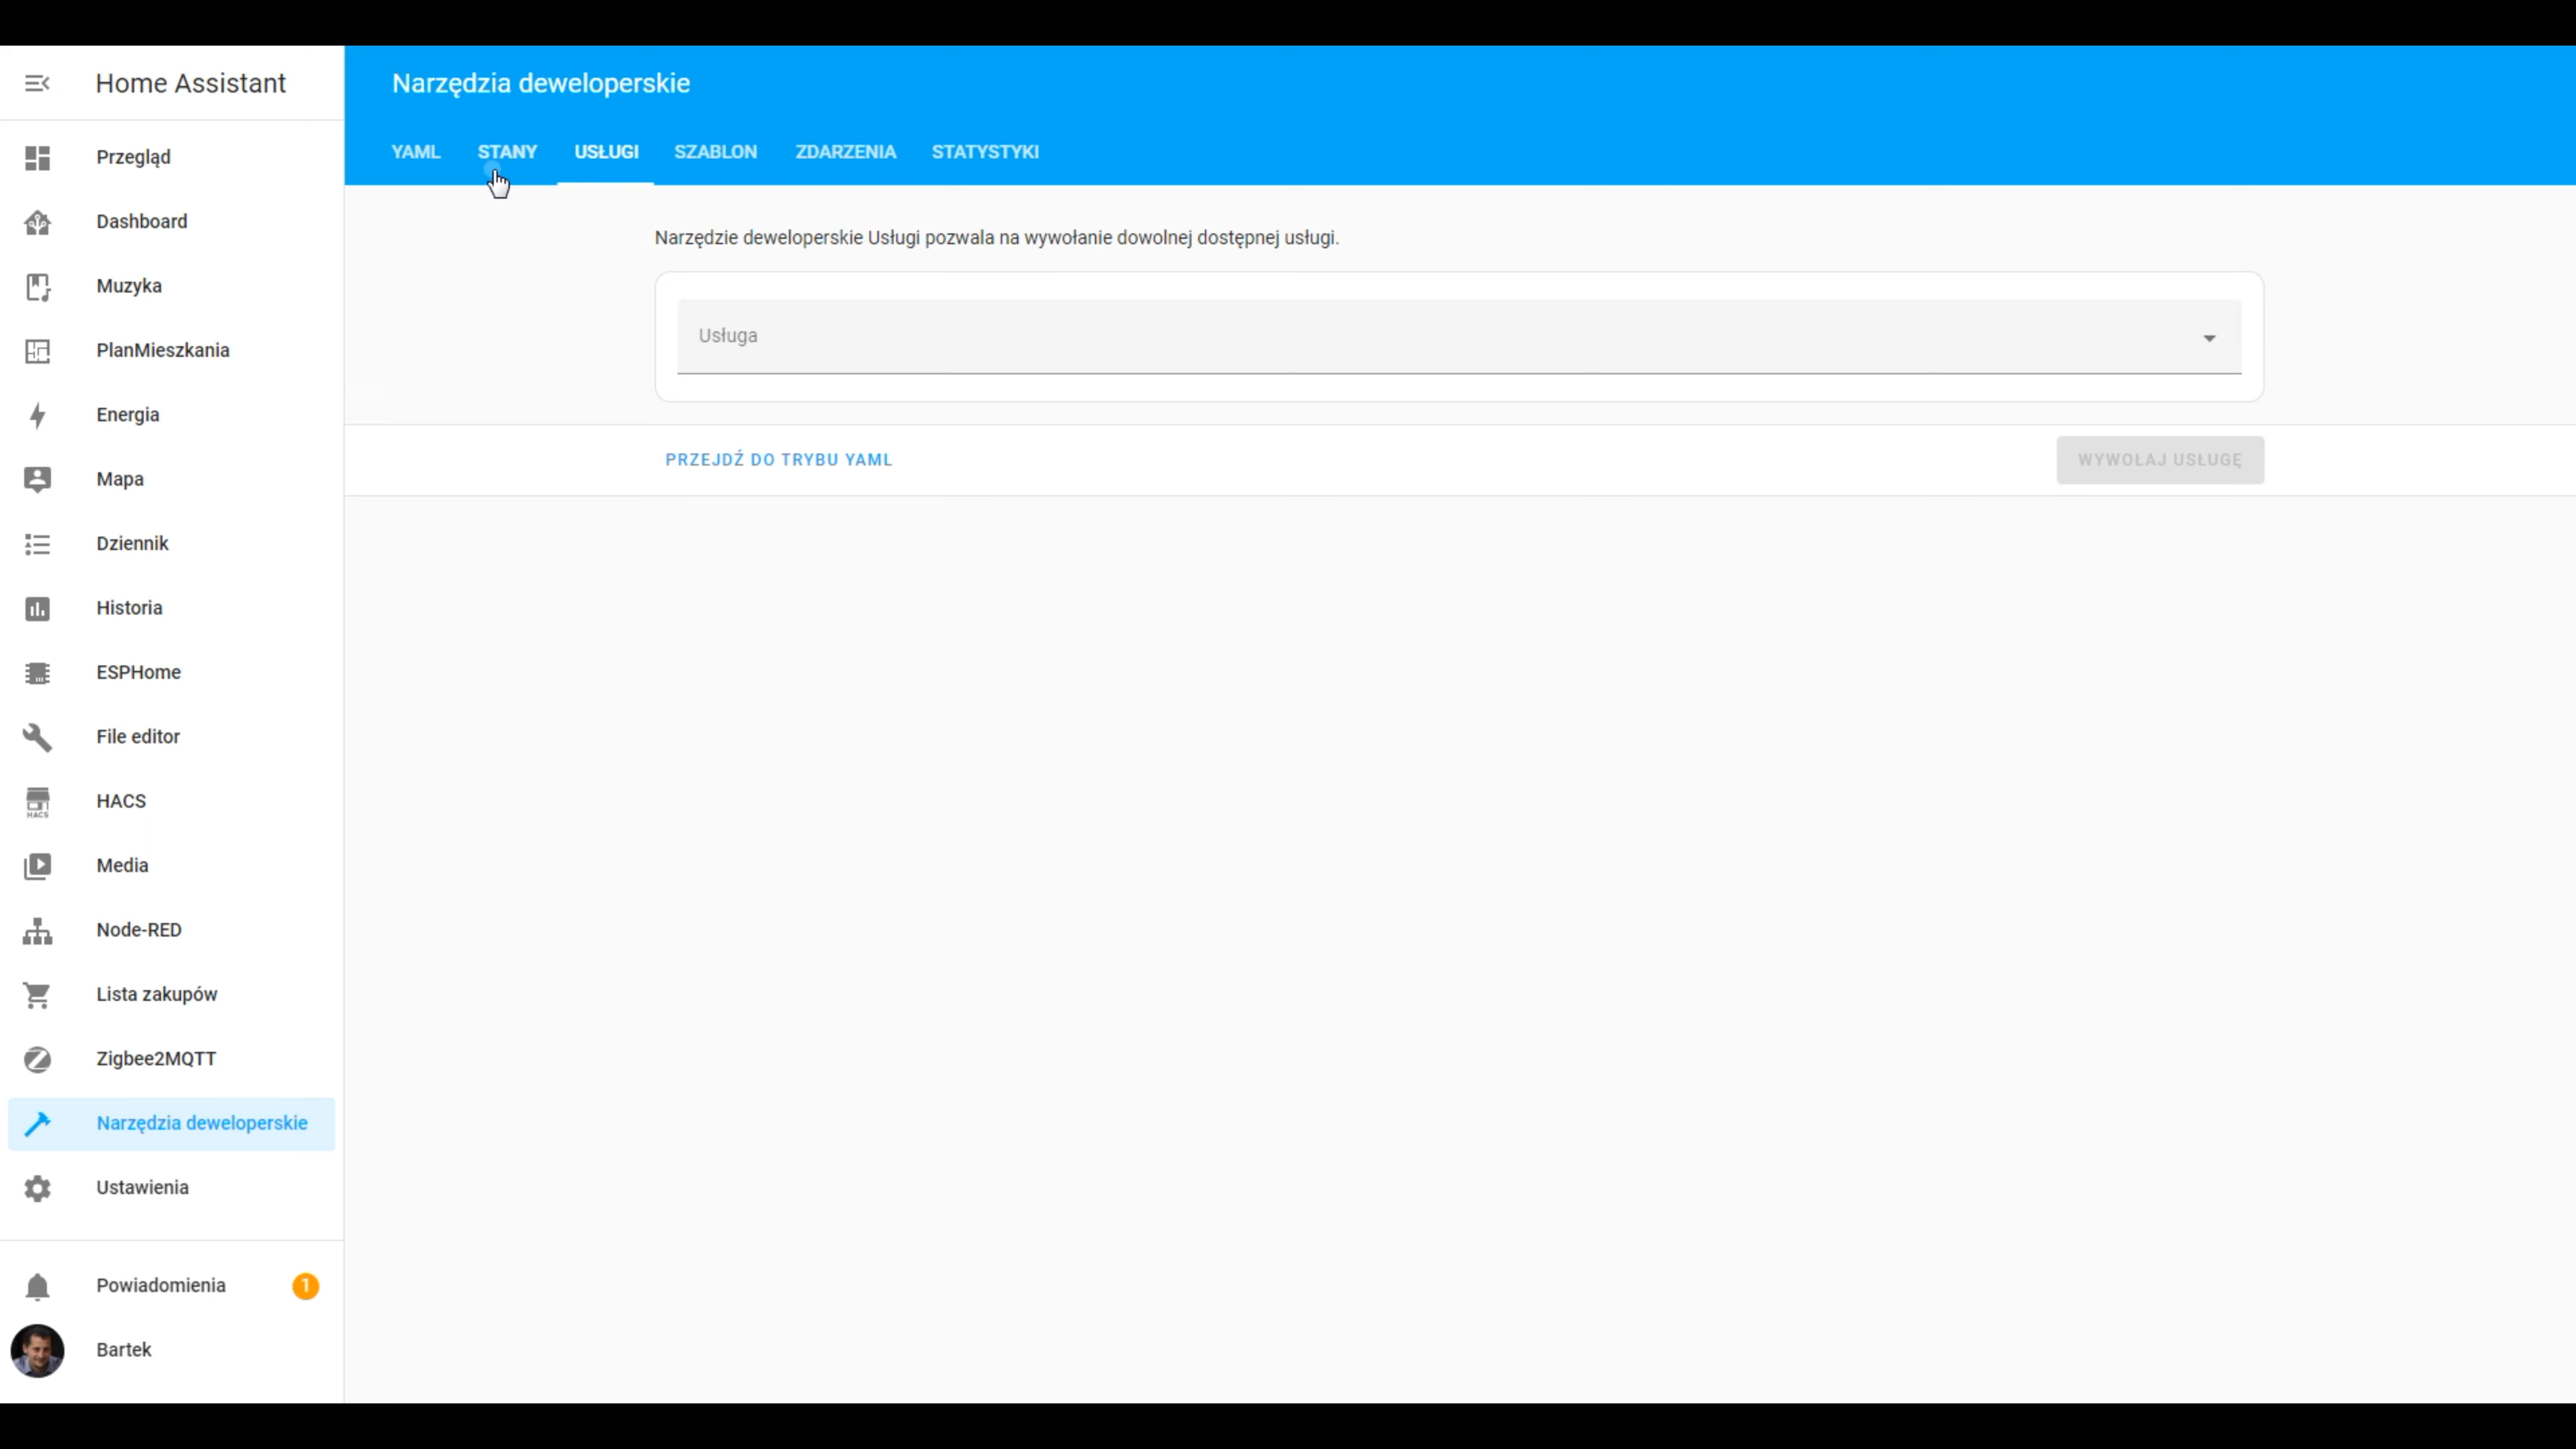 Home Assistant
Przegląd
Dashboard
Muzyka
PlanMieszkania
Energia
Mapa
Dziennik
Historia
ESPHome
File editor
HACS
HACS
Media
Node-RED
Lista zakupów
Zigbee2MQTT
Narzędzia deweloperskie
Ustawienia
Powiadomienia 1
Bartek
Narzędzia deweloperskie
YAML STANY USŁUGI SZABLON ZDARZENIA STATYSTYKI
Narzędzie deweloperskie Usługi pozwala na wywołanie dowolnej dostępnej usługi.
Usługa
PRZEJDŹ DO TRYBU YAML WYWOŁAJ USŁUGĘ